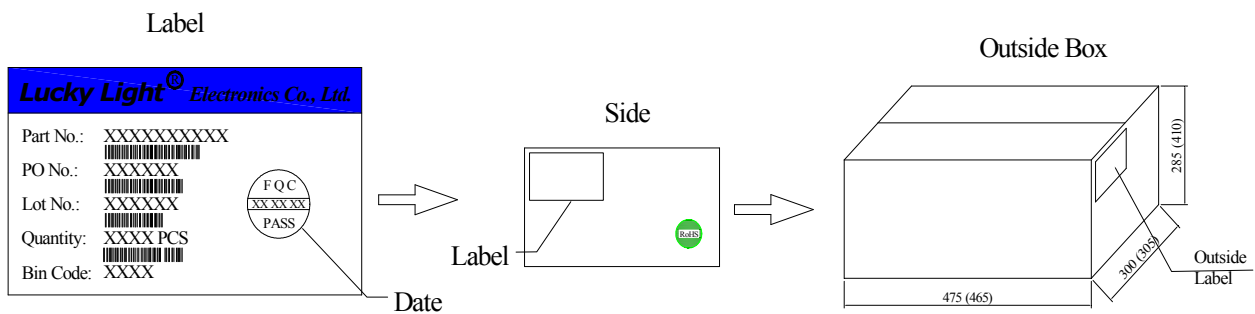 Label
Lucky Light® Electronics Co., Ltd.
Part No.: XXXXXXXXXX
PO No.: XXXXXX
Lot No.: XXXXXX
Quantity: XXXX PCS
Bin Code: XXXX
FQC
XX XX XX
PASS
Date
Side
Label
RoHS
Outside Box
285 (410)
300 (305)
475 (465)
Outside
Label